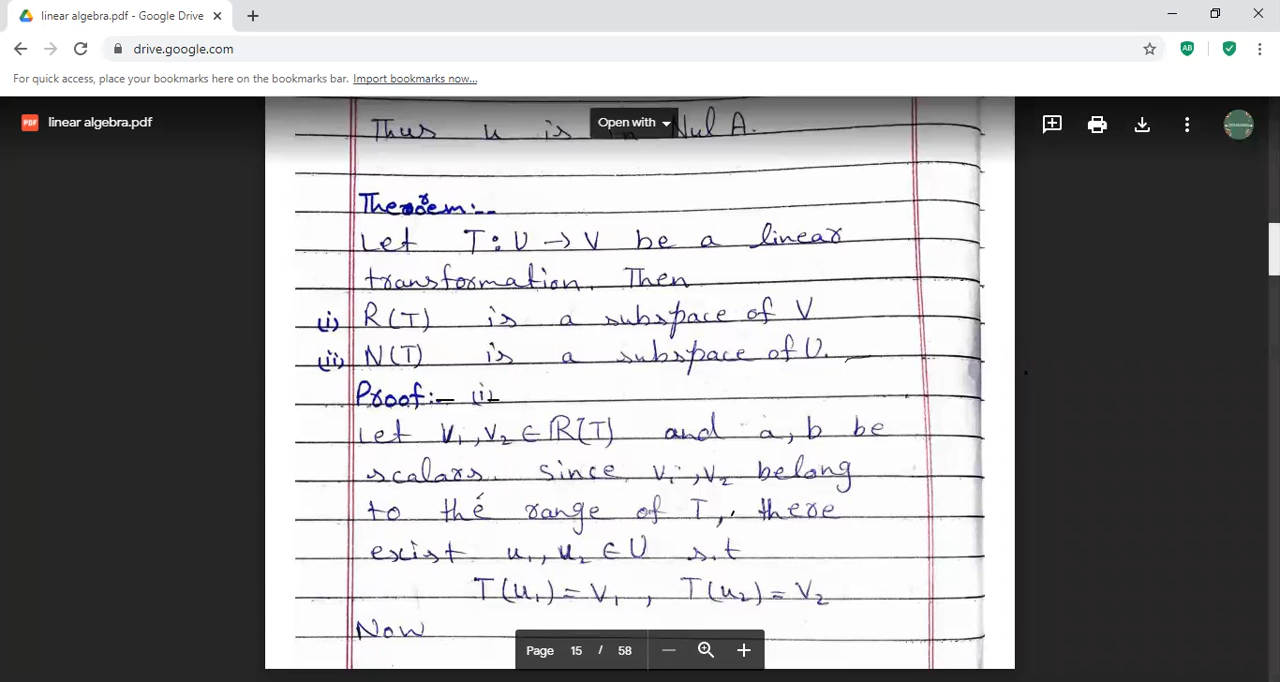 linear algebra.pdf - Google Drive
drive.google.com
For quick access, place your bookmarks here on the bookmarks bar. Import bookmarks now...
PDF linear algebra.pdf
Open with
Thus u is in Nul A.
Theorem:-
Let T: U → V be a linear
transformation. Then
(i) R(T) is a subspace of V
(ii) N(T) is a subspace of U.
Proof:- (i)
Let V₁, V₂ ∈ R(T) and a, b be
scalars. Since V₁, V₂ belong
to the range of T, there
exist u₁, u₂ ∈ U s.t
T(u₁) = V₁, T(u₂) = V₂
Now
Page 15 / 58